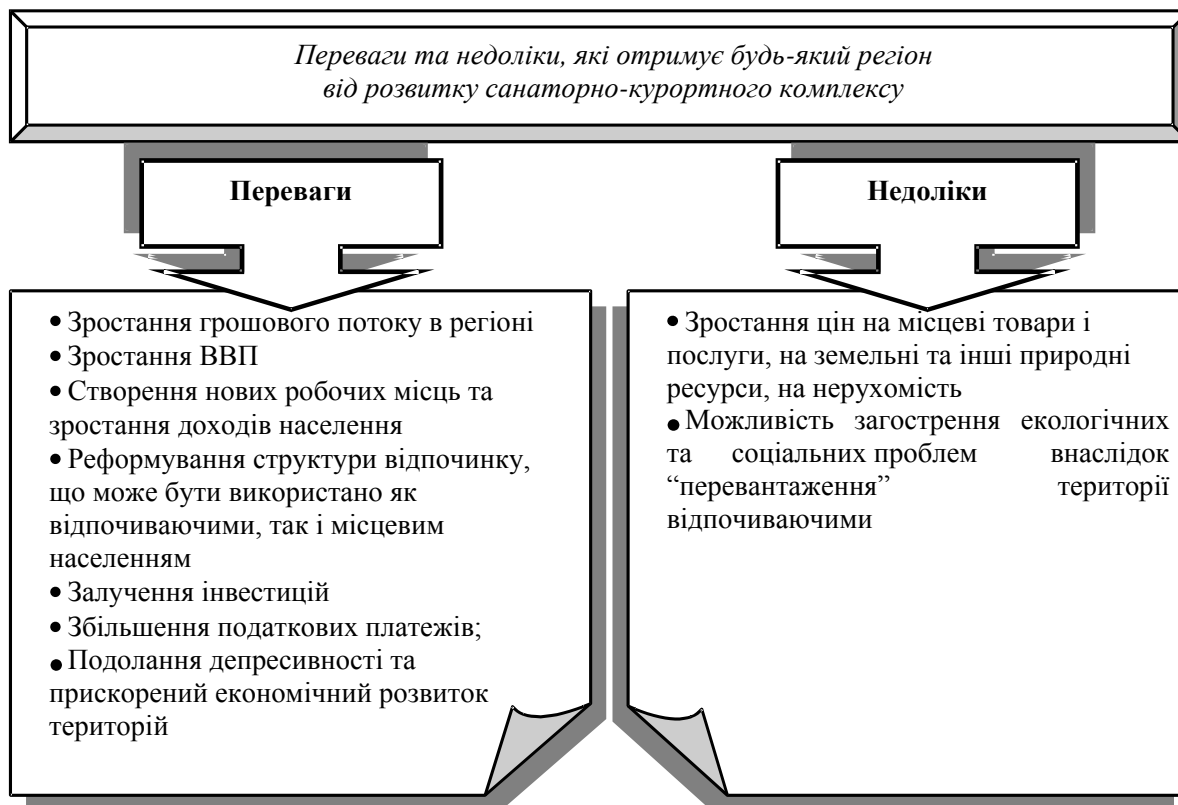 Переваги та недоліки, які отримує будь-який регіон
від розвитку санаторно-курортного комплексу
Переваги
• Зростання грошового потоку в регіоні
• Зростання ВВП
• Створення нових робочих місць та
зростання доходів населення
• Реформування структури відпочинку,
що може бути використано як
відпочиваючими, так і місцевим
населенням
• Залучення інвестицій
• Збільшення податкових платежів;
• Подолання депресивності та
прискорений економічний розвиток
територій
Недоліки
• Зростання цін на місцеві товари і
послуги, на земельні та інші природні
ресурси, на нерухомість
• Можливість загострення екологічних
та соціальних проблем внаслідок
“перевантаження” території
відпочиваючими